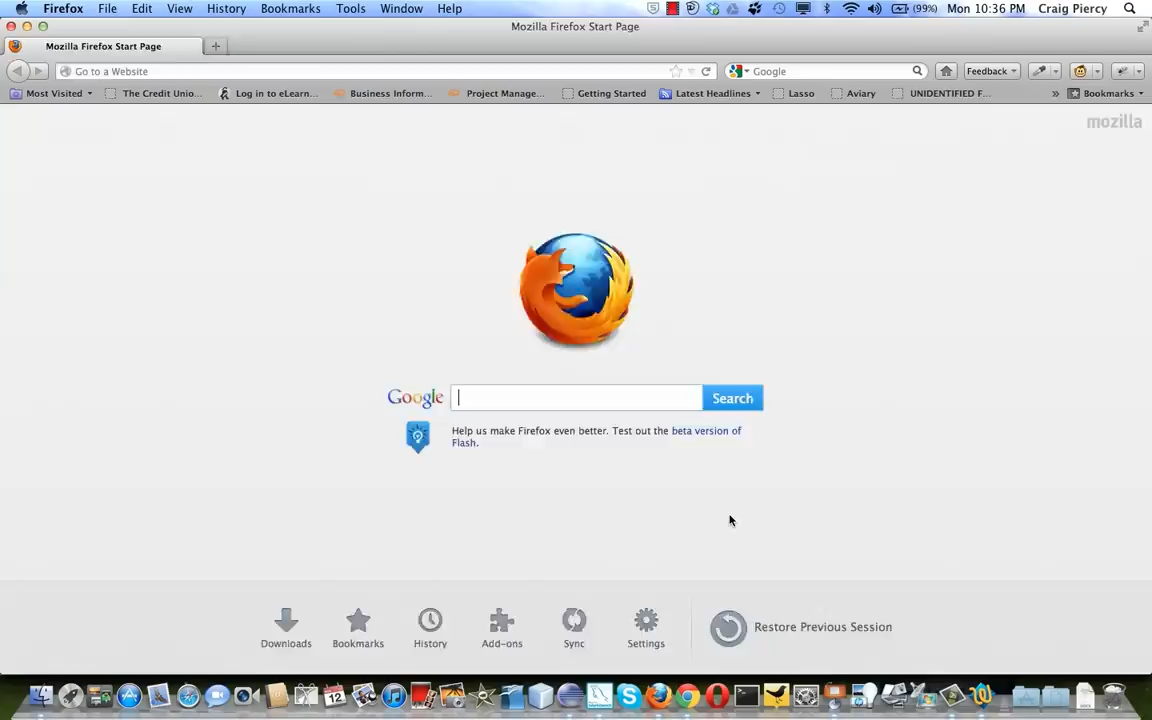 Firefox File Edit View History Bookmarks Tools Window Help (99%) Mon 10:36 PM Craig Piercy
Mozilla Firefox Start Page
Mozilla Firefox Start Page
Go to a Website Google Feedback
Most Visited The Credit Unio... Log in to eLearn... Business Inform... Project Manage... Getting Started Latest Headlines Lasso Aviary UNIDENTIFIED F... » Bookmarks
mozilla
Google Search
Help us make Firefox even better. Test out the beta version of
Flash.
Downloads Bookmarks History Add-ons Sync Settings Restore Previous Session
12